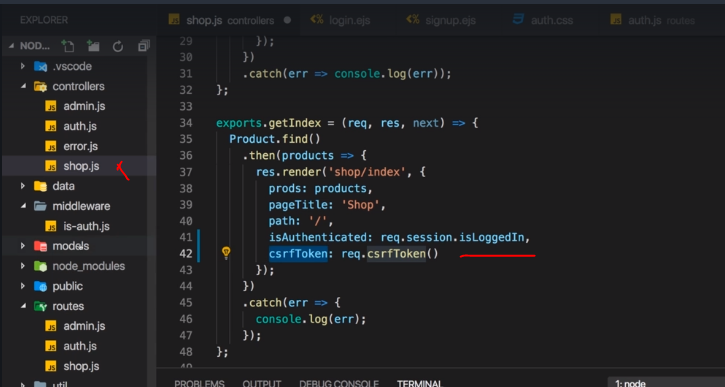 EXPLORER
shop.js controllers
login.ejs
signup.ejs
auth.css
auth.js routes
NOD...
.vscode
controllers
admin.js
auth.js
error.js
shop.js
data
middleware
is-auth.js
models
node_modules
public
routes
admin.js
auth.js
shop.js
util
29 });
30 })
31 .catch(err => console.log(err));
32 };
33
34 exports.getIndex = (req, res, next) => {
35 Product.find()
36 .then(products => {
37 res.render('shop/index', {
38 prods: products,
39 pageTitle: 'Shop',
40 path: '/',
41 isAuthenticated: req.session.isLoggedIn,
42 csrfToken: req.csrfToken()
43 });
44 })
45 .catch(err => {
46 console.log(err);
47 });
48 };
49
PROBLEMS OUTPUT DEBUG CONSOLE TERMINAL 1: node